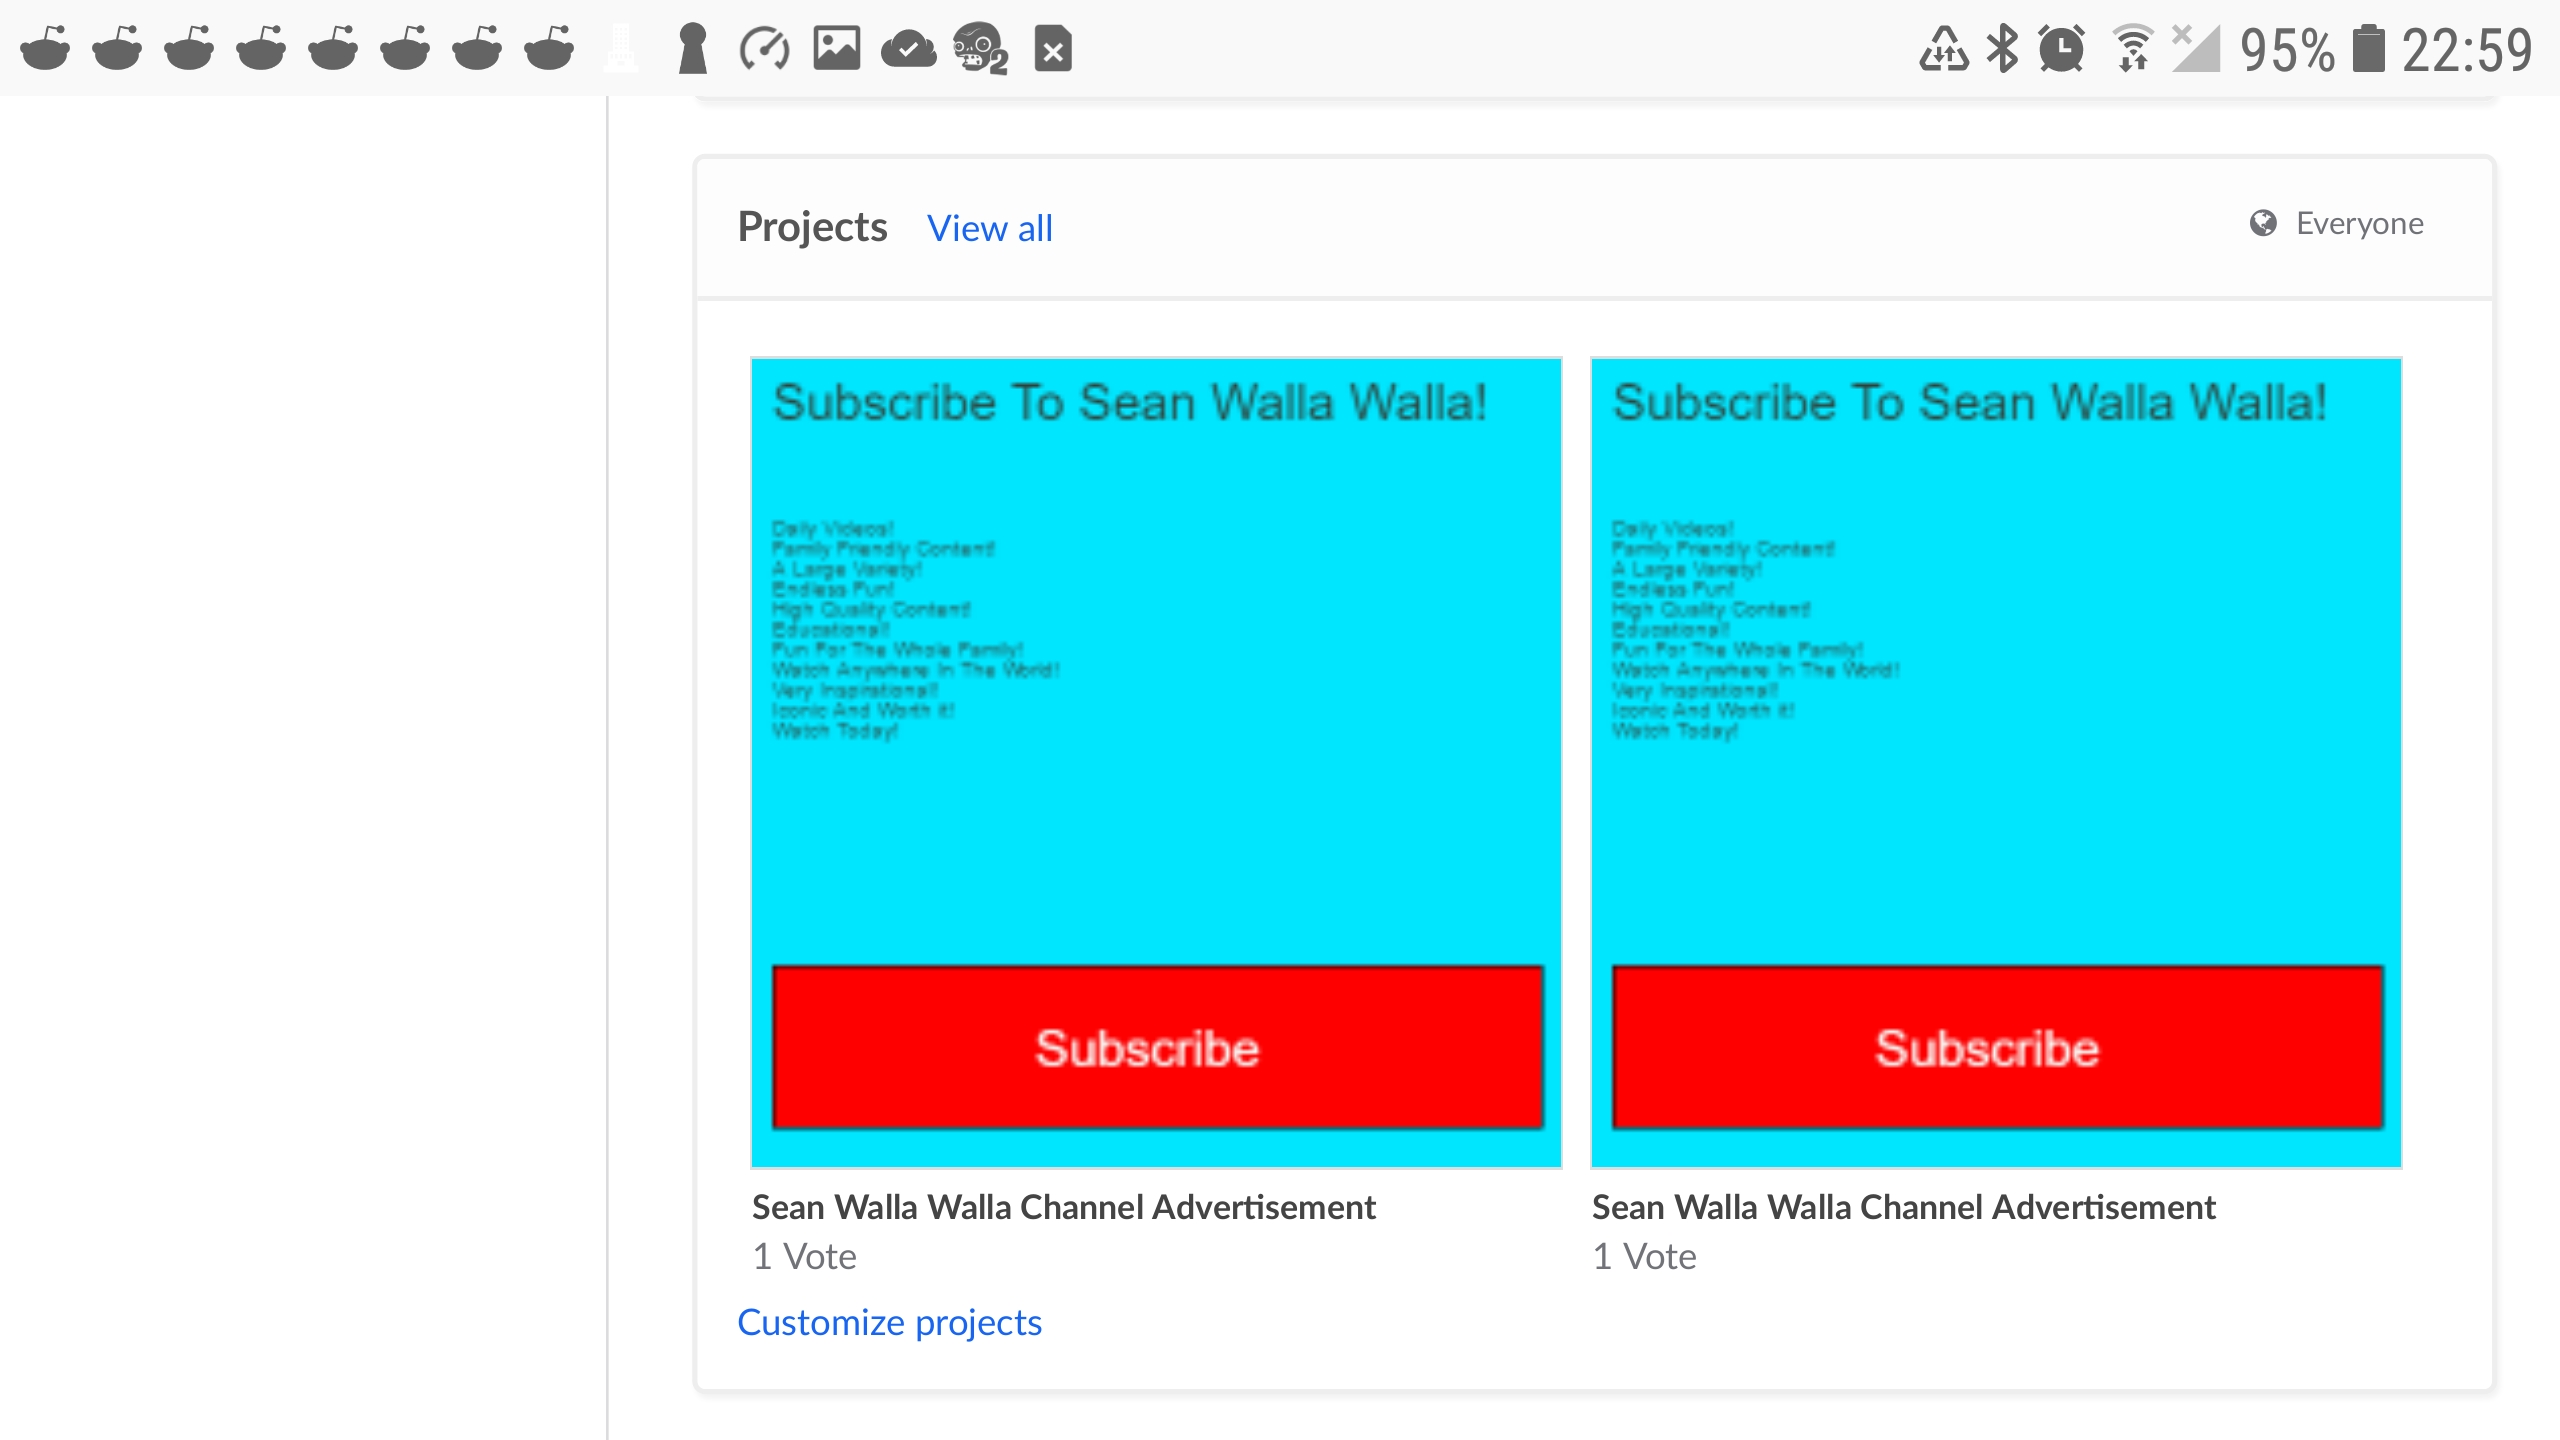 95% 22:59
Projects View all Everyone
Subscribe To Sean Walla Walla!
Daily Videos!
Family Friendly Content!
A Large Variety!
Endless Fun!
High Quality Content!
Educational!
Fun For The Whole Family!
Watch Anywhere In The World!
Very Inspirational!
Iconic And Worth it!
Watch Today!
Subscribe
Sean Walla Walla Channel Advertisement
1 Vote
Subscribe To Sean Walla Walla!
Daily Videos!
Family Friendly Content!
A Large Variety!
Endless Fun!
High Quality Content!
Educational!
Fun For The Whole Family!
Watch Anywhere In The World!
Very Inspirational!
Iconic And Worth it!
Watch Today!
Subscribe
Sean Walla Walla Channel Advertisement
1 Vote
Customize projects